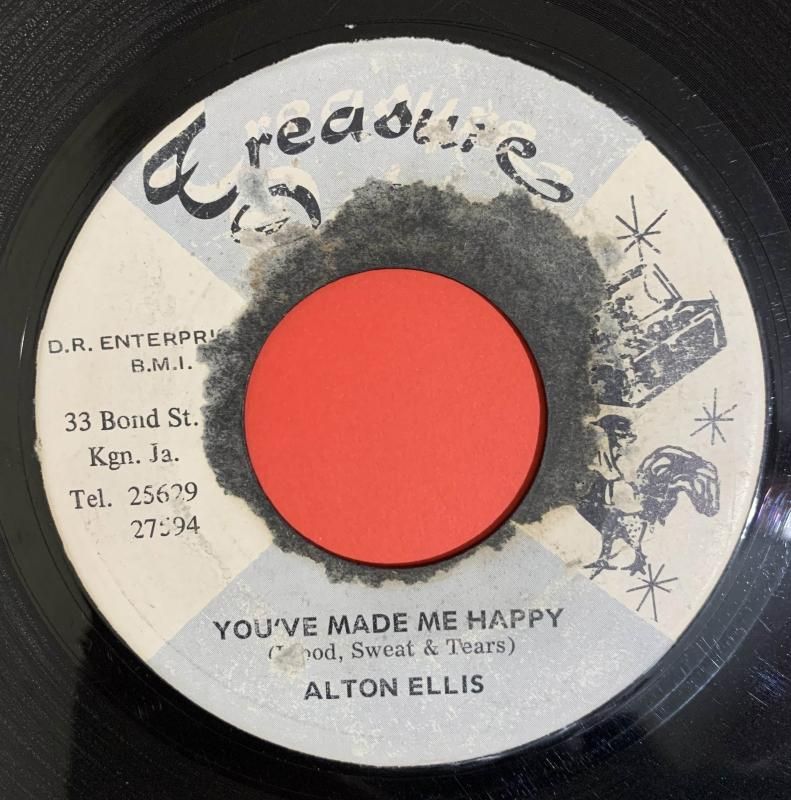 Treasure
D.R. ENTERPRI
B.M.I.
33 Bond St.
Kgn. Ja.
Tel. 25629
27594
YOU'VE MADE ME HAPPY
ood, Sweat & Tears)
ALTON ELLIS